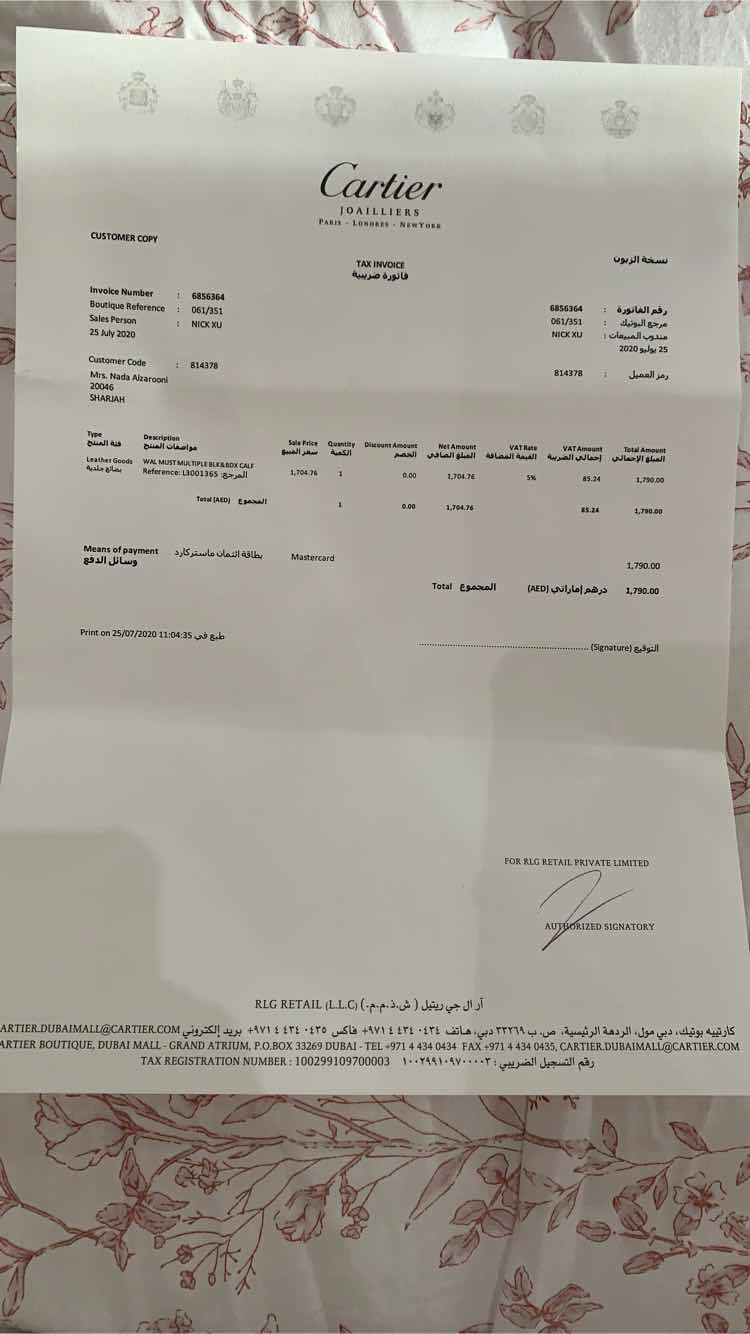 Cartier
JOAILLIERS
PARIS - LONDRES - NEWYORK
CUSTOMER COPY
نسخة الزبون
TAX INVOICE
فاتورة ضريبية
Invoice Number : 6856364
Boutique Reference : 061/351
Sales Person : NICK XU
25 July 2020
رقم الفاتورة : 6856364
مرجع البوتيك : 061/351
مندوب المبيعات : NICK XU
25 يوليو 2020
Customer Code : 814378
Mrs. Nada Alzarooni
20046
SHARJAH
رمز العميل : 814378
Type Description Sale Price Quantity Discount Amount Net Amount VAT Rate VAT Amount Total Amount
فئة المنتج مواصفات المنتج سعر المبيع الكمية الخصم المبلغ الصافي القيمة المضافة إجمالي الضريبة المبلغ الإجمالي
Leather Goods WAL MUST MULTIPLE BLK&BDX CALF 1,704.76 1 0.00 1,704.76 5% 85.24 1,790.00
بضائع جلدية Reference: L3001365 :المرجع
Total (AED) المجموع 1 0.00 1,704.76 85.24 1,790.00
Means of payment بطاقة ائتمان ماستركارد Mastercard 1,790.00
وسائل الدفع
Total المجموع (AED) درهم إماراتي 1,790.00
Print on 25/07/2020 11:04:35 طبع في
التوقيع (Signature)
FOR RLG RETAIL PRIVATE LIMITED
AUTHORIZED SIGNATORY
RLG RETAIL (L.L.C) آر ال جي ريتيل ( ش.ذ.م.م.)
كارتييه بوتيك، دبي مول، الردهة الرئيسية، ص. ب ٣٣٢٦٩ دبي، هاتف ٠٤٣٤ ٤٣٤ ٤ ٩٧١+ فاكس ٠٤٣٥ ٤٣٤ ٤ ٩٧١+ بريد إلكتروني ARTIER.DUBAIMALL@CARTIER.COM
ARTIER BOUTIQUE, DUBAI MALL - GRAND ATRIUM, P.O.BOX 33269 DUBAI - TEL +971 4 434 0434 FAX +971 4 434 0435, CARTIER.DUBAIMALL@CARTIER.COM
TAX REGISTRATION NUMBER : 100299109700003 رقم التسجيل الضريبي : ١٠٠٢٩٩١٠٩٧٠٠٠٠٣